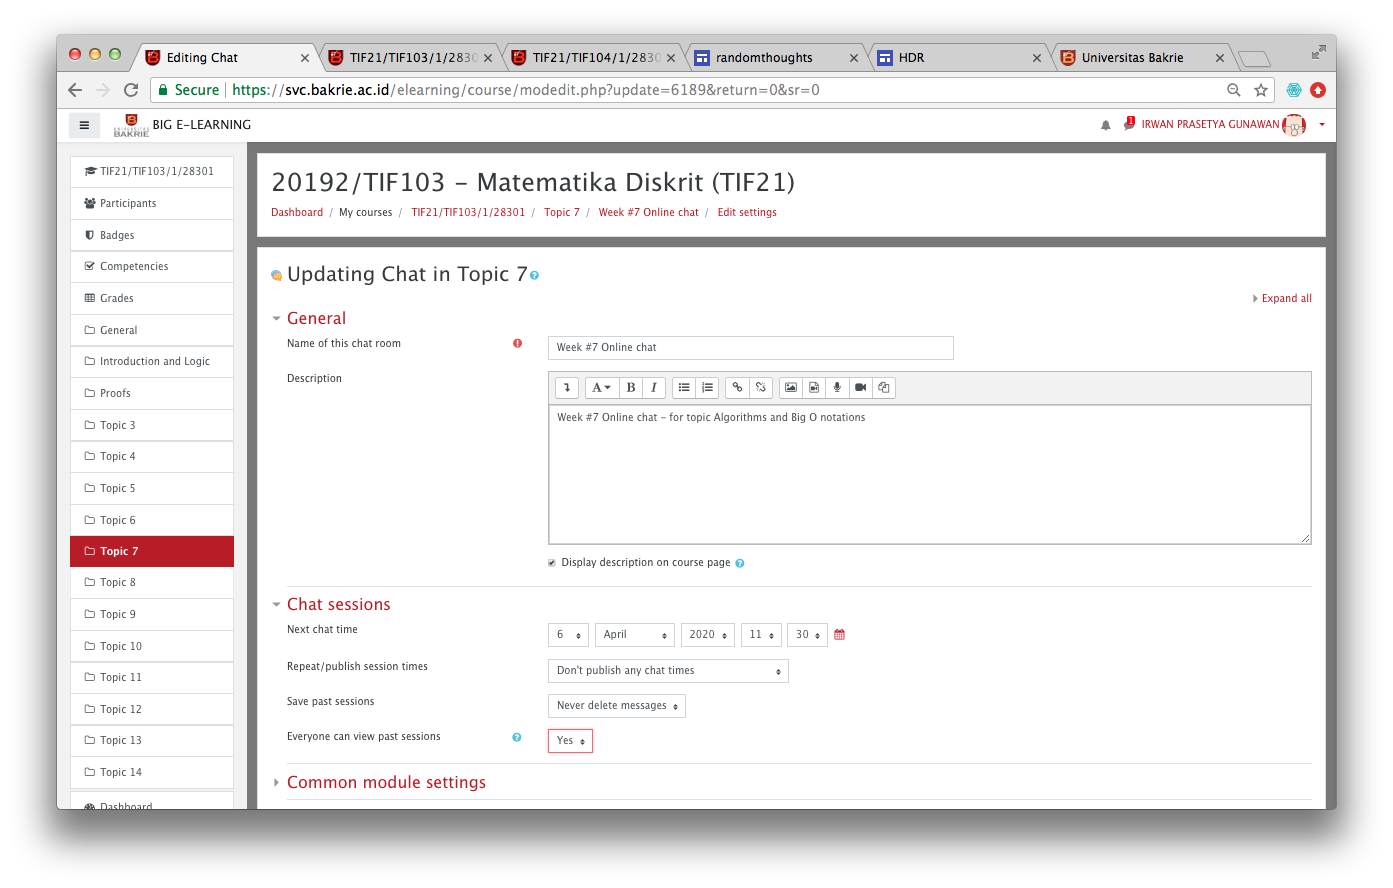 Editing Chat
TIF21/TIF103/1/2830
TIF21/TIF104/1/2830
randomthoughts
HDR
Universitas Bakrie
Secure
https://svc.bakrie.ac.id/elearning/course/modedit.php?update=6189&return=0&sr=0
UNIVERSITAS
BAKRIE
BIG E-LEARNING
1
IRWAN PRASETYA GUNAWAN
TIF21/TIF103/1/28301
Participants
Badges
Competencies
Grades
General
Introduction and Logic
Proofs
Topic 3
Topic 4
Topic 5
Topic 6
Topic 7
Topic 8
Topic 9
Topic 10
Topic 11
Topic 12
Topic 13
Topic 14
Dashboard
20192/TIF103 - Matematika Diskrit (TIF21)
Dashboard / My courses / TIF21/TIF103/1/28301 / Topic 7 / Week #7 Online chat / Edit settings
Updating Chat in Topic 7
Expand all
General
Name of this chat room
Week #7 Online chat
Description
A B I
Week #7 Online chat - for topic Algorithms and Big O notations
Display description on course page
Chat sessions
Next chat time
6 April 2020 11 30
Repeat/publish session times
Don't publish any chat times
Save past sessions
Never delete messages
Everyone can view past sessions
Yes
Common module settings